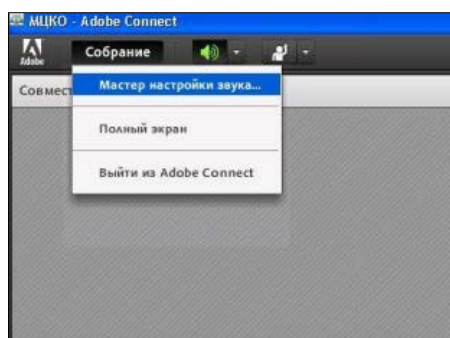 МЦКО - Adobe Connect
Adobe
Собрание
Совмест
Мастер настройки звука...
Полный экран
Выйти из Adobe Connect